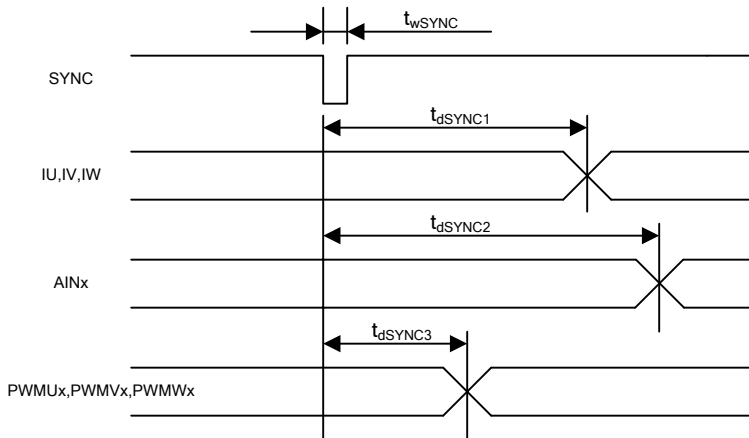 twSYNC
SYNC
tdSYNC1
IU,IV,IW
tdSYNC2
AINx
tdSYNC3
PWMUx,PWMVx,PWMWx